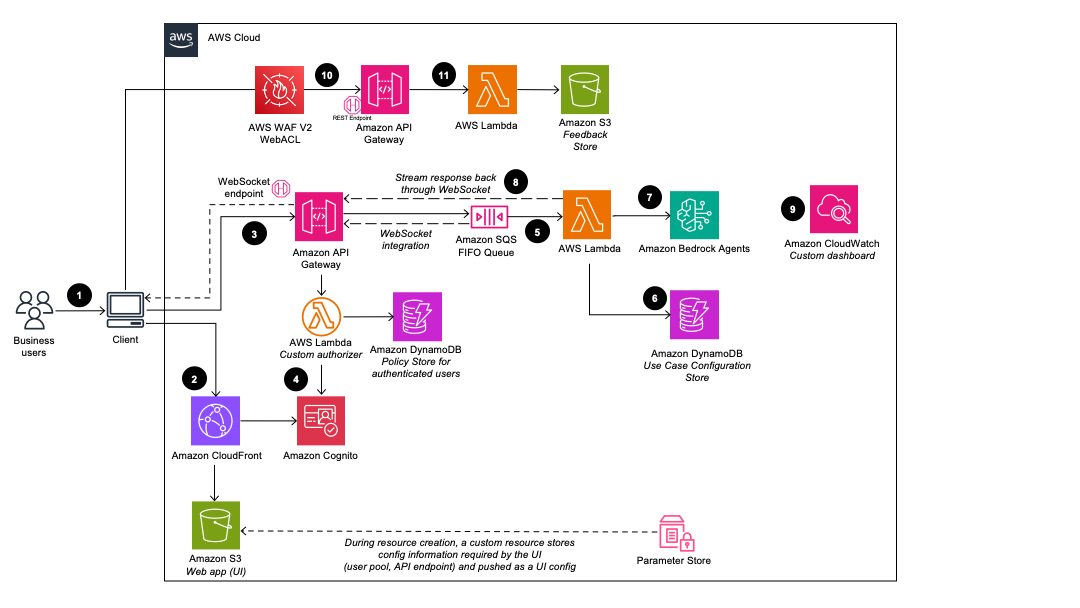 aws
AWS Cloud
10
11
AWS WAF V2
WebACL
REST Endpoint
Amazon API
Gateway
AWS Lambda
Amazon S3
Feedback
Store
WebSocket
endpoint
Stream response back
through WebSocket
8
7
9
3
WebSocket
integration
Amazon SQS
FIFO Queue
5
AWS Lambda
Amazon Bedrock Agents
Amazon CloudWatch
Custom dashboard
Amazon API
Gateway
1
Business
users
Client
6
AWS Lambda
Custom authorizer
Amazon DynamoDB
Policy Store for
authenticated users
Amazon DynamoDB
Use Case Configuration
Store
2
4
Amazon CloudFront
Amazon Cognito
Amazon S3
Web app (UI)
During resource creation, a custom resource stores
config information required by the UI
(user pool, API endpoint) and pushed as a UI config
Parameter Store